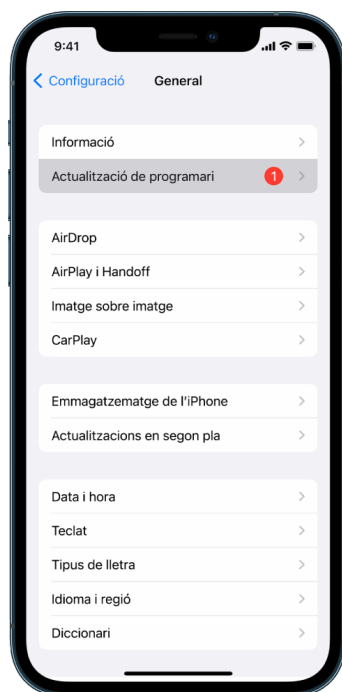 9:41
Configuració General
Informació
Actualització de programari 1
AirDrop
AirPlay i Handoff
Imatge sobre imatge
CarPlay
Emmagatzematge de l'iPhone
Actualitzacions en segon pla
Data i hora
Teclat
Tipus de lletra
Idioma i regió
Diccionari